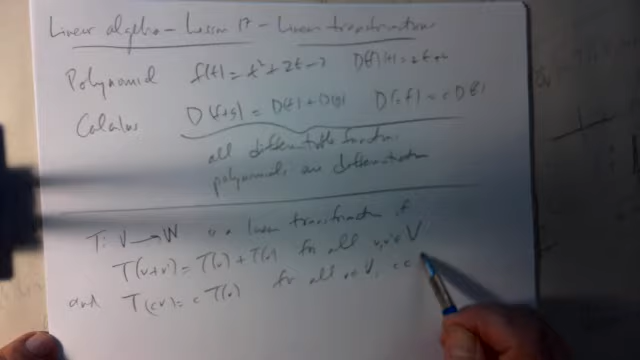 Linear algebra - Lesson 17 - Linear transformations
Polynomial f(t) = t² + 2t - 7 D(f)(t) = 2t + 2
Calculus D(f+g) = D(f) + D(g) D(cf) = c D(f)
all differentiable functions
polynomials are differentiable
T: V → W is a linear transformation if
T(v+v') = T(v) + T(v') for all v, v' ∈ V
and T(cv) = c T(v) for all v ∈ V, c ∈